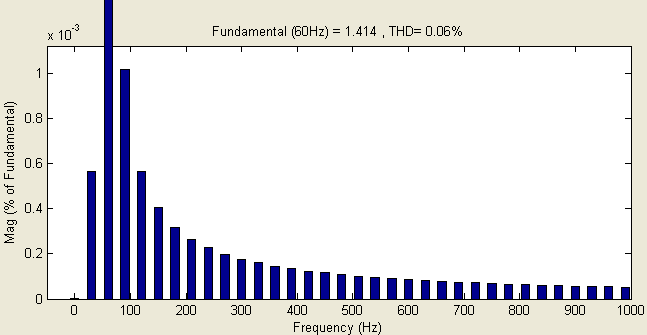 x 10-3
Fundamental (60Hz) = 1.414 , THD= 0.06%
Mag (% of Fundamental)
1
0.8
0.6
0.4
0.2
0
0 100 200 300 400 500 600 700 800 900 1000
Frequency (Hz)